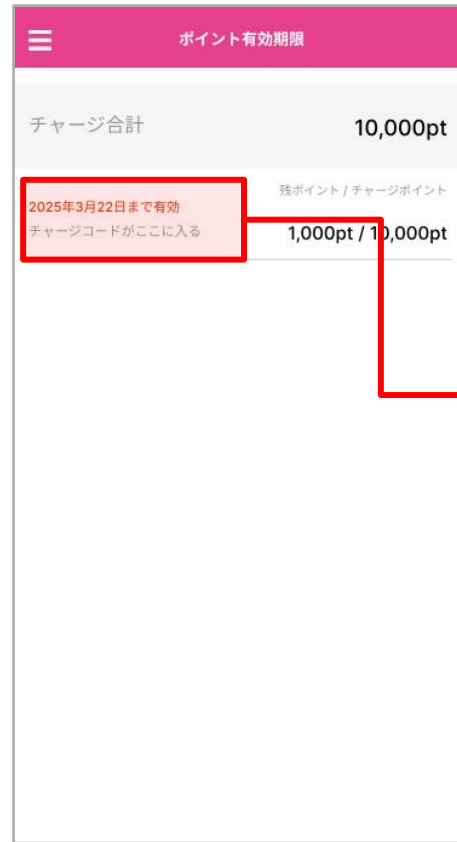 ポイント有効期限
チャージ合計
10,000pt
残ポイント / チャージポイント
2025年3月22日まで有効
チャージコードがここに入る
1,000pt / 10,000pt